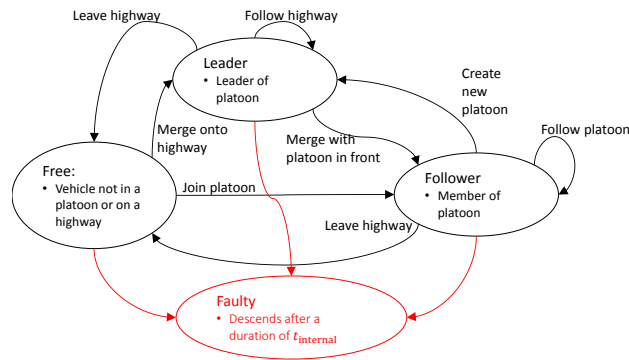 Leave highway
Follow highway
Leader
• Leader of
platoon
Create
new
platoon
Merge onto
highway
Merge with
platoon in front
Follow platoon
Free:
• Vehicle not in a
platoon or on a
highway
Join platoon
Follower
• Member of
platoon
Leave highway
Faulty
• Descends after a
duration of t_internal